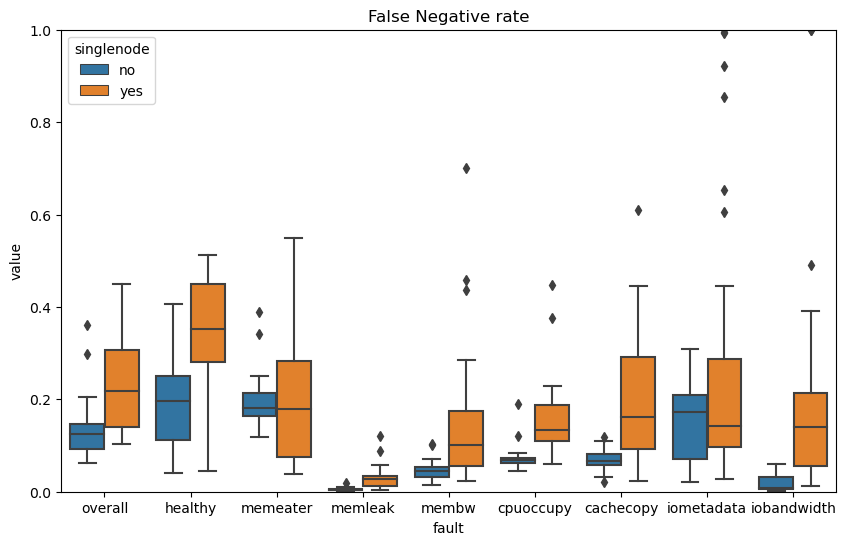 False Negative rate
singlenode
no
yes
1.0
0.8
0.6
0.4
0.2
0.0
value
overall healthy memeater memleak membw cpuoccupy cachecopy iometadata iobandwidth
fault